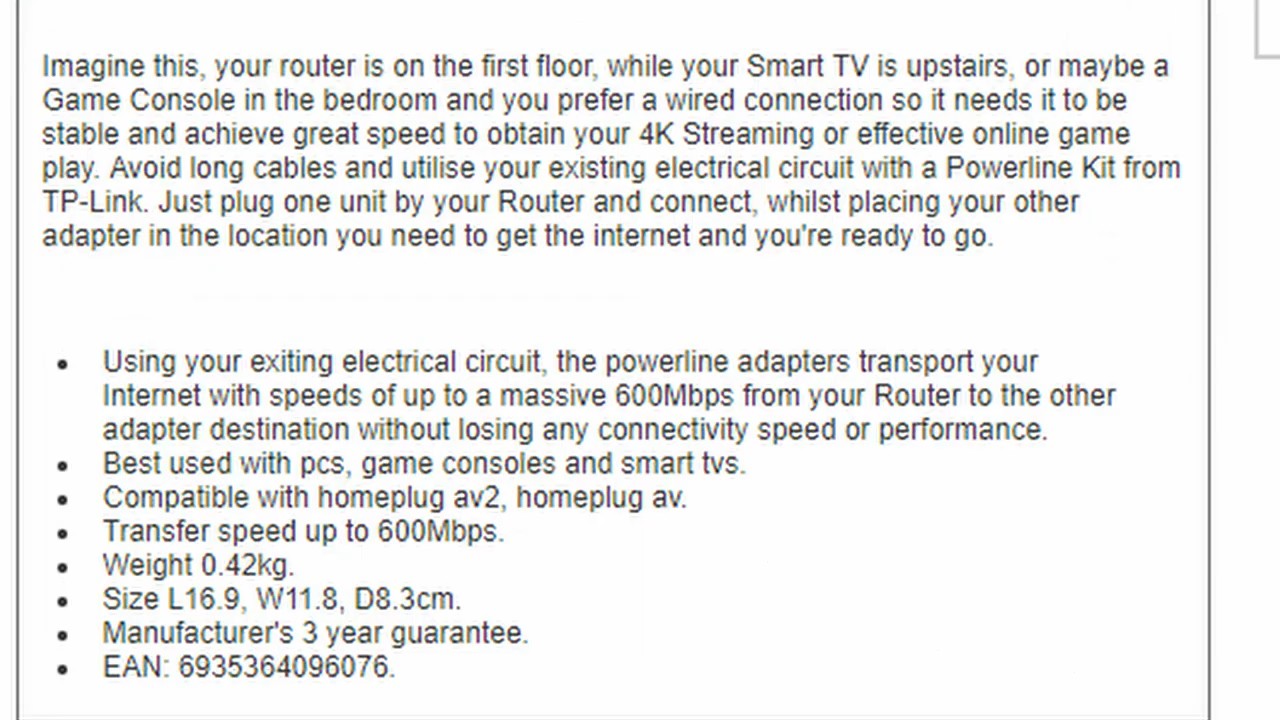 Imagine this, your router is on the first floor, while your Smart TV is upstairs, or maybe a
Game Console in the bedroom and you prefer a wired connection so it needs it to be
stable and achieve great speed to obtain your 4K Streaming or effective online game
play. Avoid long cables and utilise your existing electrical circuit with a Powerline Kit from
TP-Link. Just plug one unit by your Router and connect, whilst placing your other
adapter in the location you need to get the internet and you're ready to go.
• Using your exiting electrical circuit, the powerline adapters transport your
Internet with speeds of up to a massive 600Mbps from your Router to the other
adapter destination without losing any connectivity speed or performance.
• Best used with pcs, game consoles and smart tvs.
• Compatible with homeplug av2, homeplug av.
• Transfer speed up to 600Mbps.
• Weight 0.42kg.
• Size L16.9, W11.8, D8.3cm.
• Manufacturer's 3 year guarantee.
• EAN: 6935364096076.